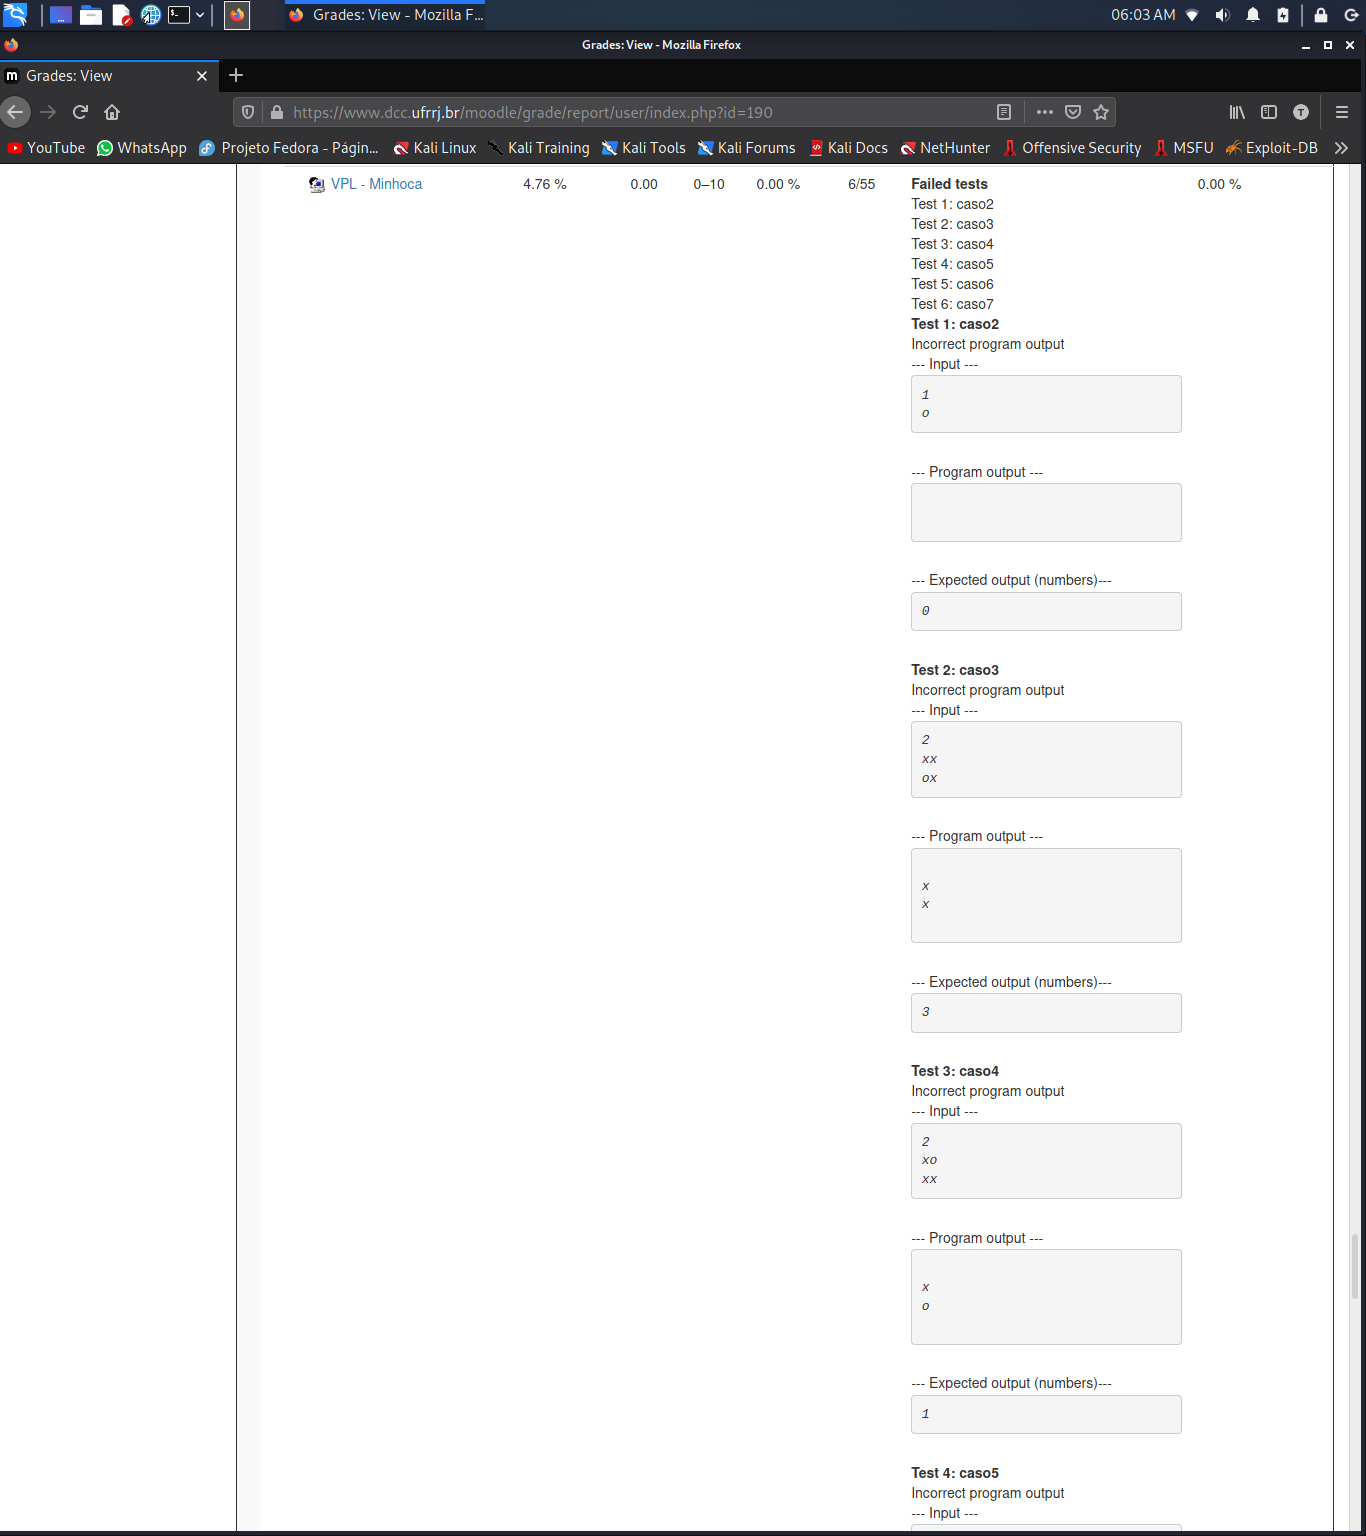 Grades: View - Mozilla F...
06:03 AM
Grades: View - Mozilla Firefox
m Grades: View
https://www.dcc.ufrrj.br/moodle/grade/report/user/index.php?id=190
T
YouTube WhatsApp Projeto Fedora - Págin... Kali Linux Kali Training Kali Tools Kali Forums Kali Docs NetHunter Offensive Security MSFU Exploit-DB
VPL - Minhoca 4.76 % 0.00 0–10 0.00 % 6/55 Failed tests 0.00 %
Test 1: caso2
Test 2: caso3
Test 3: caso4
Test 4: caso5
Test 5: caso6
Test 6: caso7
Test 1: caso2
Incorrect program output
--- Input ---
1
o
--- Program output ---
--- Expected output (numbers)---
0
Test 2: caso3
Incorrect program output
--- Input ---
2
xx
ox
--- Program output ---
x
x
--- Expected output (numbers)---
3
Test 3: caso4
Incorrect program output
--- Input ---
2
xo
xx
--- Program output ---
x
o
--- Expected output (numbers)---
1
Test 4: caso5
Incorrect program output
--- Input ---